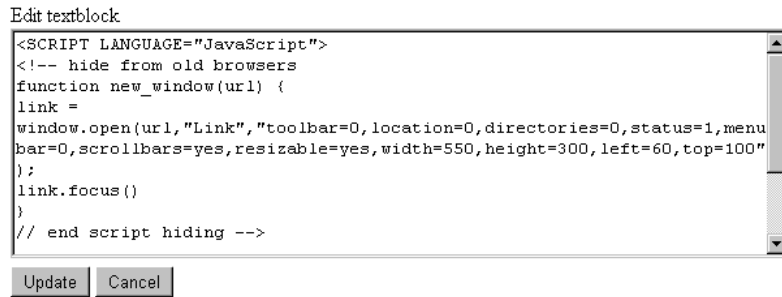 Edit textblock
<SCRIPT LANGUAGE="JavaScript">
<!-- hide from old browsers
function new_window(url) {
link =
window.open(url,"Link","toolbar=0,location=0,directories=0,status=1,menu
bar=0,scrollbars=yes,resizable=yes,width=550,height=300,left=60,top=100"
);
link.focus()
}
// end script hiding -->
Update Cancel